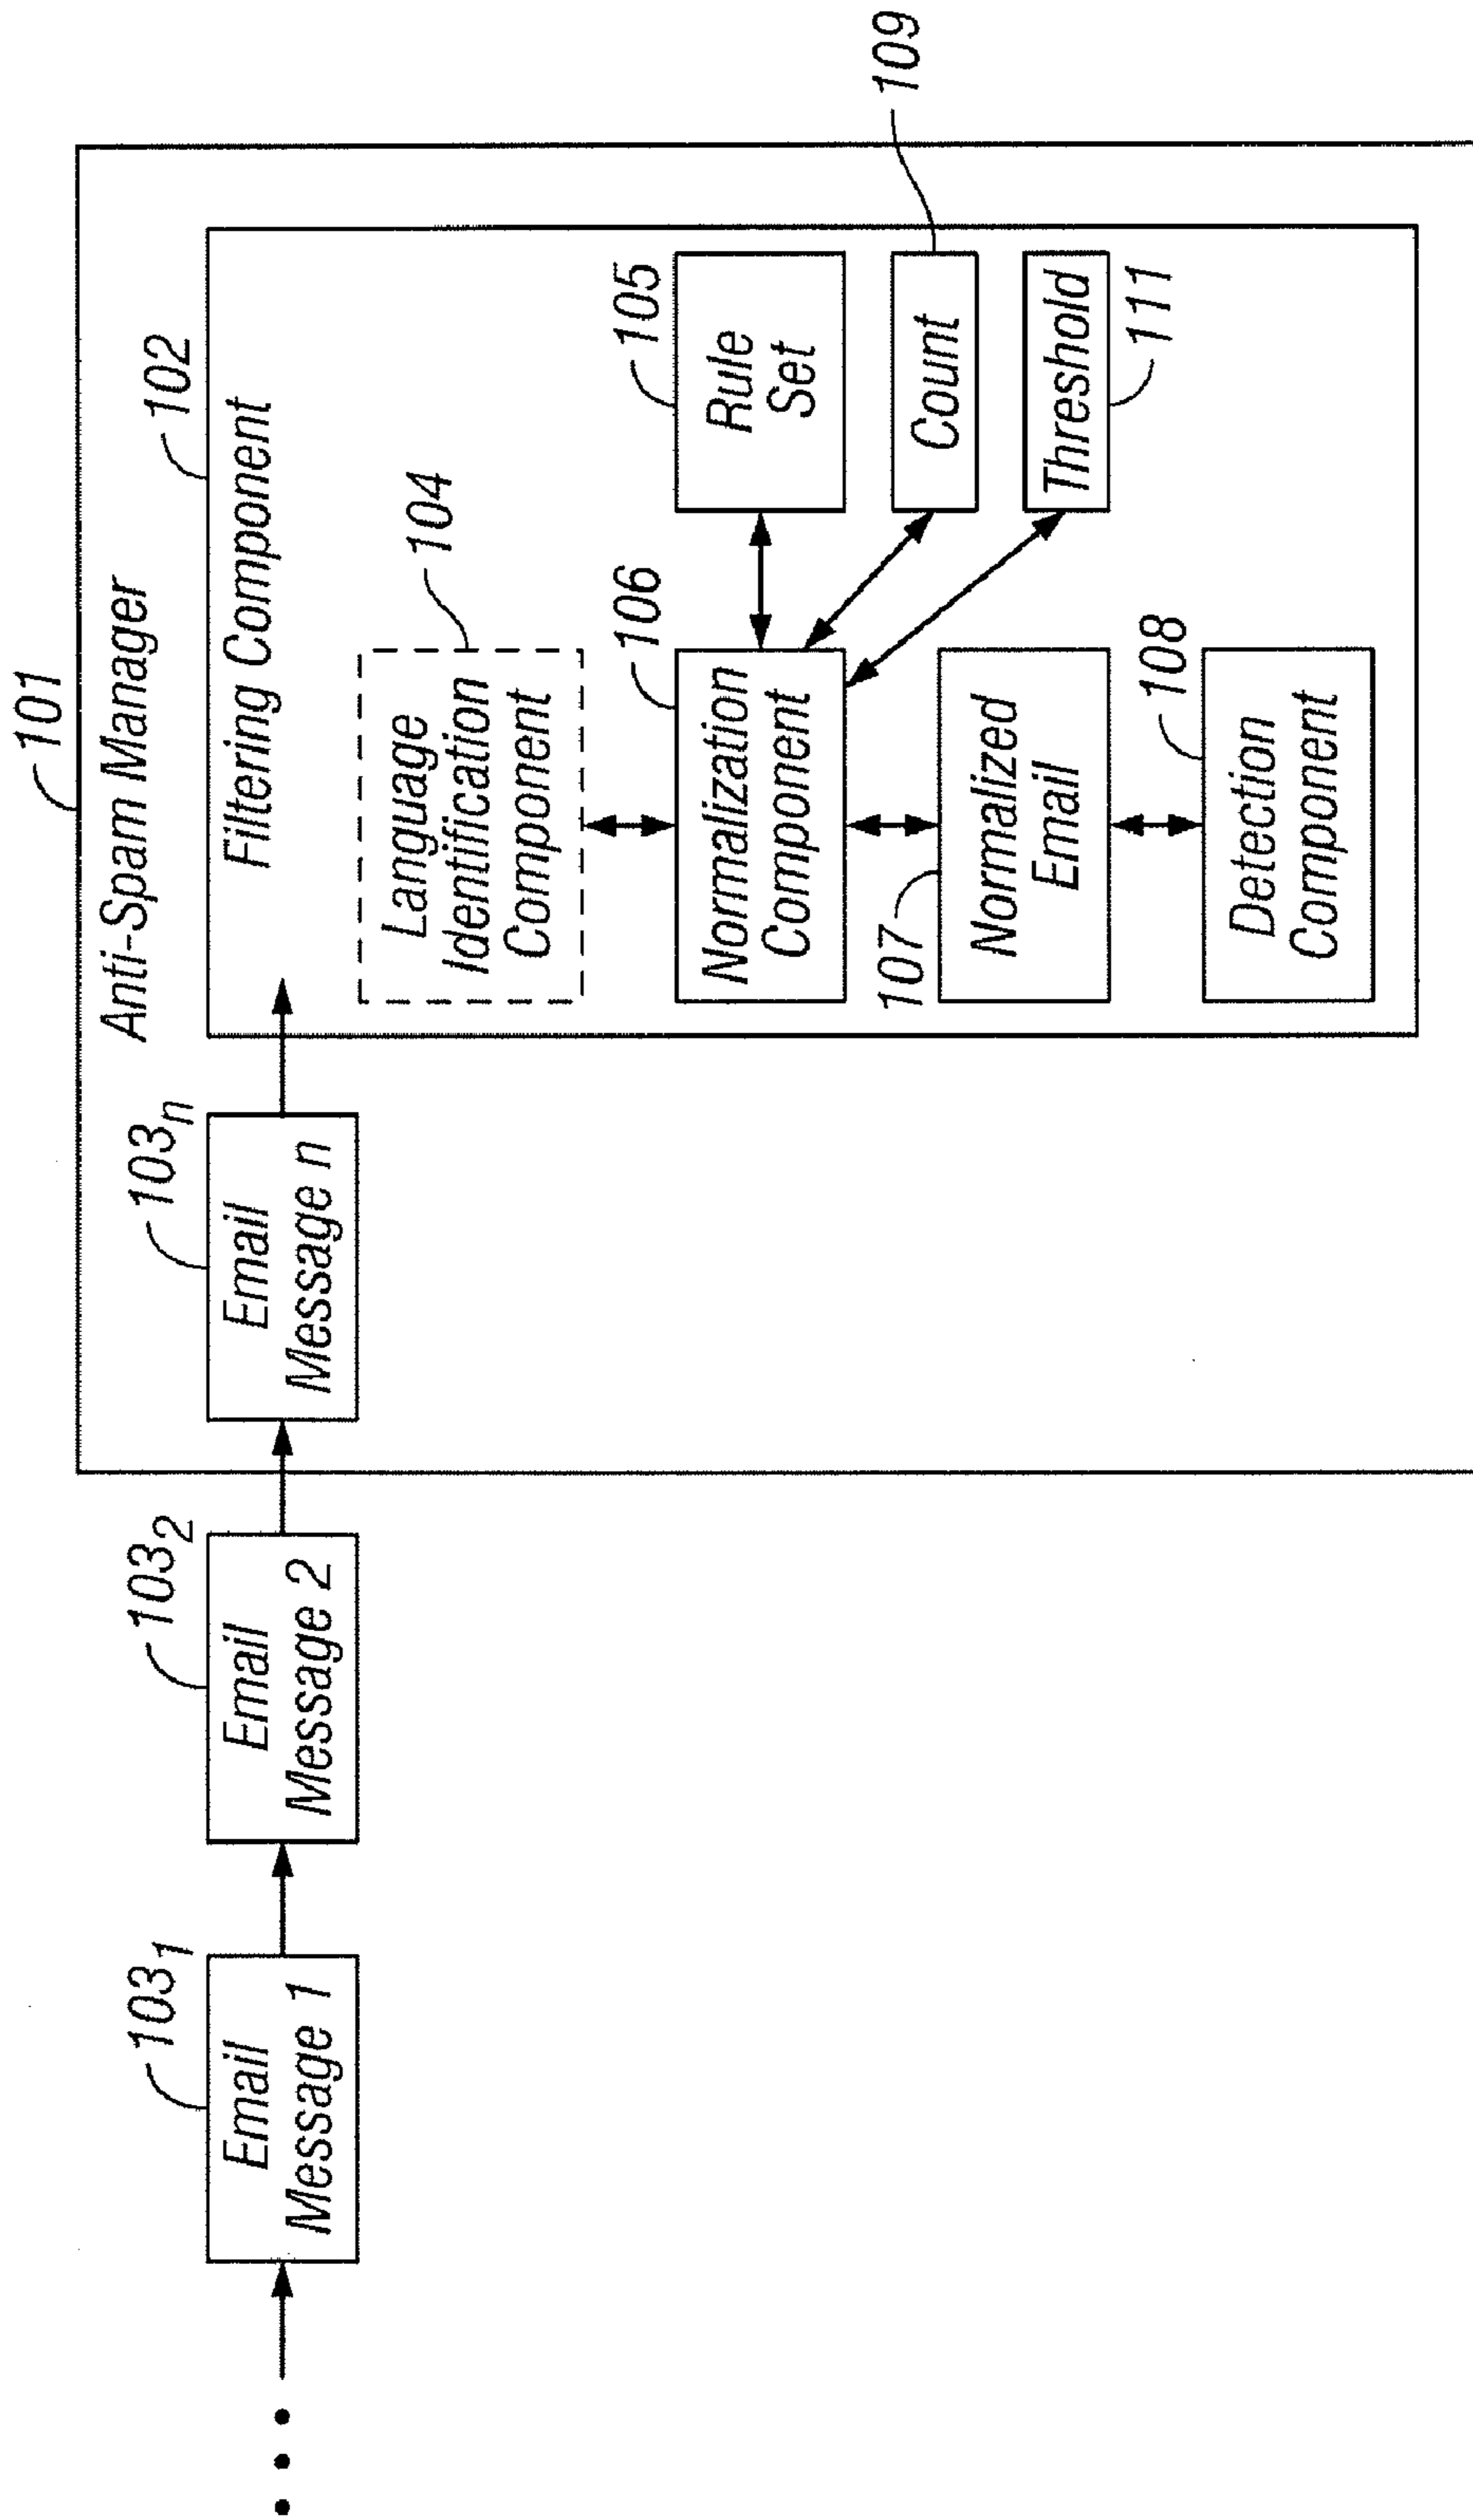 101
Anti-Spam Manager
102
Filtering Component
103₁
Email
Message 1
103₂
Email
Message 2
103ₙ
Email
Message n
104
Language
Identification
Component
106
Normalization
Component
105
Rule
Set
109
Count
Threshold
111
107
Normalized
Email
108
Detection
Component